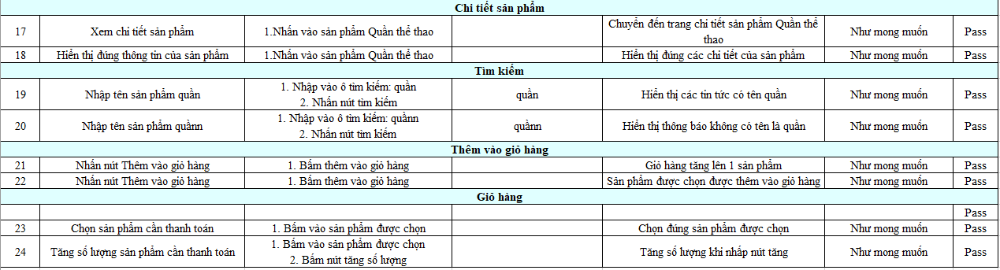 Chi tiết sản phẩm
17 Xem chi tiết sản phẩm 1.Nhấn vào sản phẩm Quần thể thao Chuyển đến trang chi tiết sản phẩm Quần thể thao Như mong muốn Pass
18 Hiển thị đúng thông tin của sản phẩm 1.Nhấn vào sản phẩm Quần thể thao Hiển thị đúng các chi tiết của sản phẩm Như mong muốn Pass
Tìm kiếm
19 Nhập tên sản phẩm quần 1. Nhập vào ô tìm kiếm: quần
2. Nhấn nút tìm kiếm quần Hiển thị các tin tức có tên quần Như mong muốn Pass
20 Nhập tên sản phẩm quầnn 1. Nhập vào ô tìm kiếm: quầnn
2. Nhấn nút tìm kiếm quầnn Hiển thị thông báo không có tên là quần Như mong muốn Pass
Thêm vào giỏ hàng
21 Nhấn nút Thêm vào giỏ hàng 1. Bấm thêm vào giỏ hàng Giỏ hàng tăng lên 1 sản phẩm Như mong muốn Pass
22 Nhấn nút Thêm vào giỏ hàng 1. Bấm thêm vào giỏ hàng Sản phẩm được chọn được thêm vào giỏ hàng Như mong muốn Pass
Giỏ hàng
Pass
23 Chọn sản phẩm cần thanh toán 1. Bấm vào sản phẩm được chọn Chọn đúng sản phẩm được chọn Như mong muốn Pass
24 Tăng số lượng sản phẩm cần thanh toán 1. Bấm vào sản phẩm được chọn
2. Bấm nút tăng số lượng Tăng số lượng khi nhấp nút tăng Như mong muốn Pass